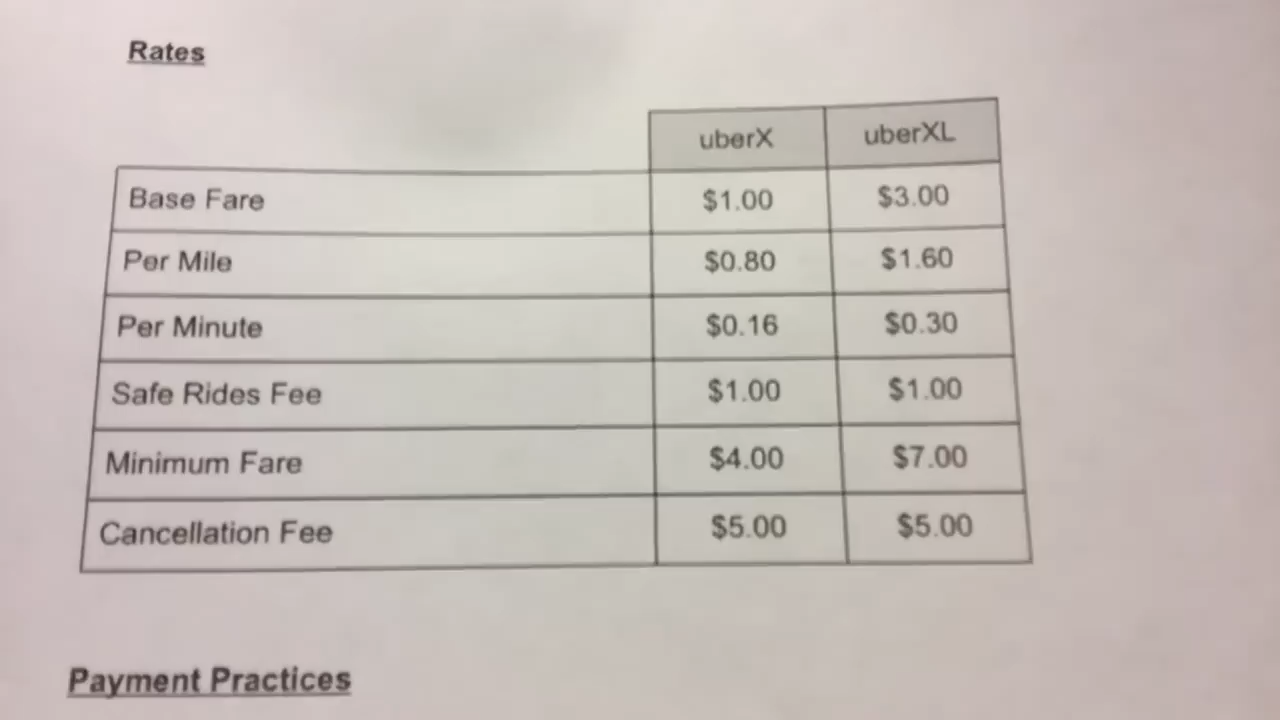 Rates
uberX uberXL
Base Fare $1.00 $3.00
Per Mile $0.80 $1.60
Per Minute $0.16 $0.30
Safe Rides Fee $1.00 $1.00
Minimum Fare $4.00 $7.00
Cancellation Fee $5.00 $5.00
Payment Practices